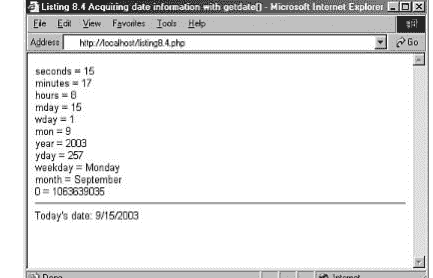 Listing 8.4 Acquiring date information with getdate() - Microsoft Internet Explorer
File Edit View Favorites Tools Help
Address http://localhost/listing8.4.php Go
seconds = 15
minutes = 17
hours = 8
mday = 15
wday = 1
mon = 9
year = 2003
yday = 257
weekday = Monday
month = September
0 = 1063639035
Today's date: 9/15/2003
Done Internet